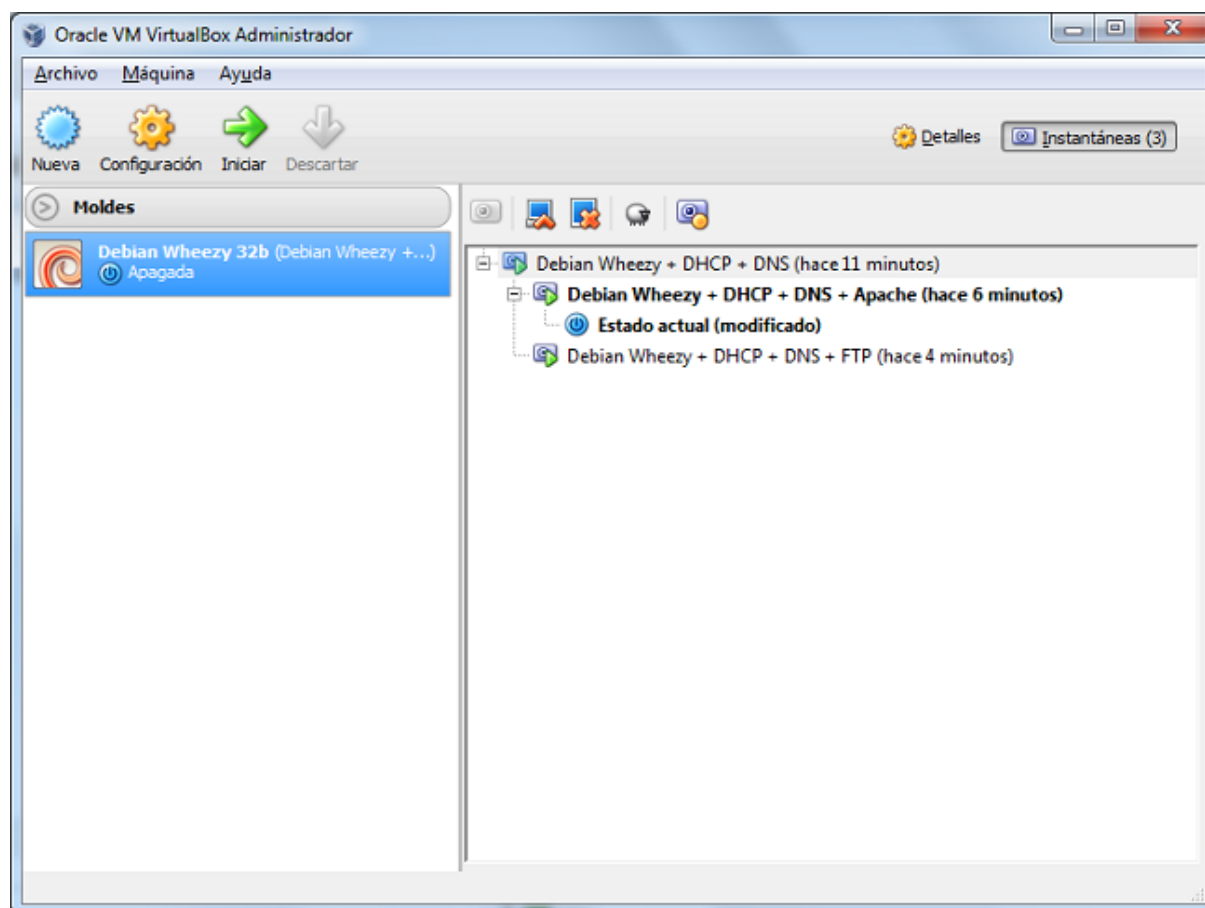 Oracle VM VirtualBox Administrador
Archivo Máquina Ayuda
Nueva Configuración Iniciar Descartar
Detalles Instantáneas (3)
Moldes
Debian Wheezy 32b (Debian Wheezy +...)
Apagada
Debian Wheezy + DHCP + DNS (hace 11 minutos)
Debian Wheezy + DHCP + DNS + Apache (hace 6 minutos)
Estado actual (modificado)
Debian Wheezy + DHCP + DNS + FTP (hace 4 minutos)